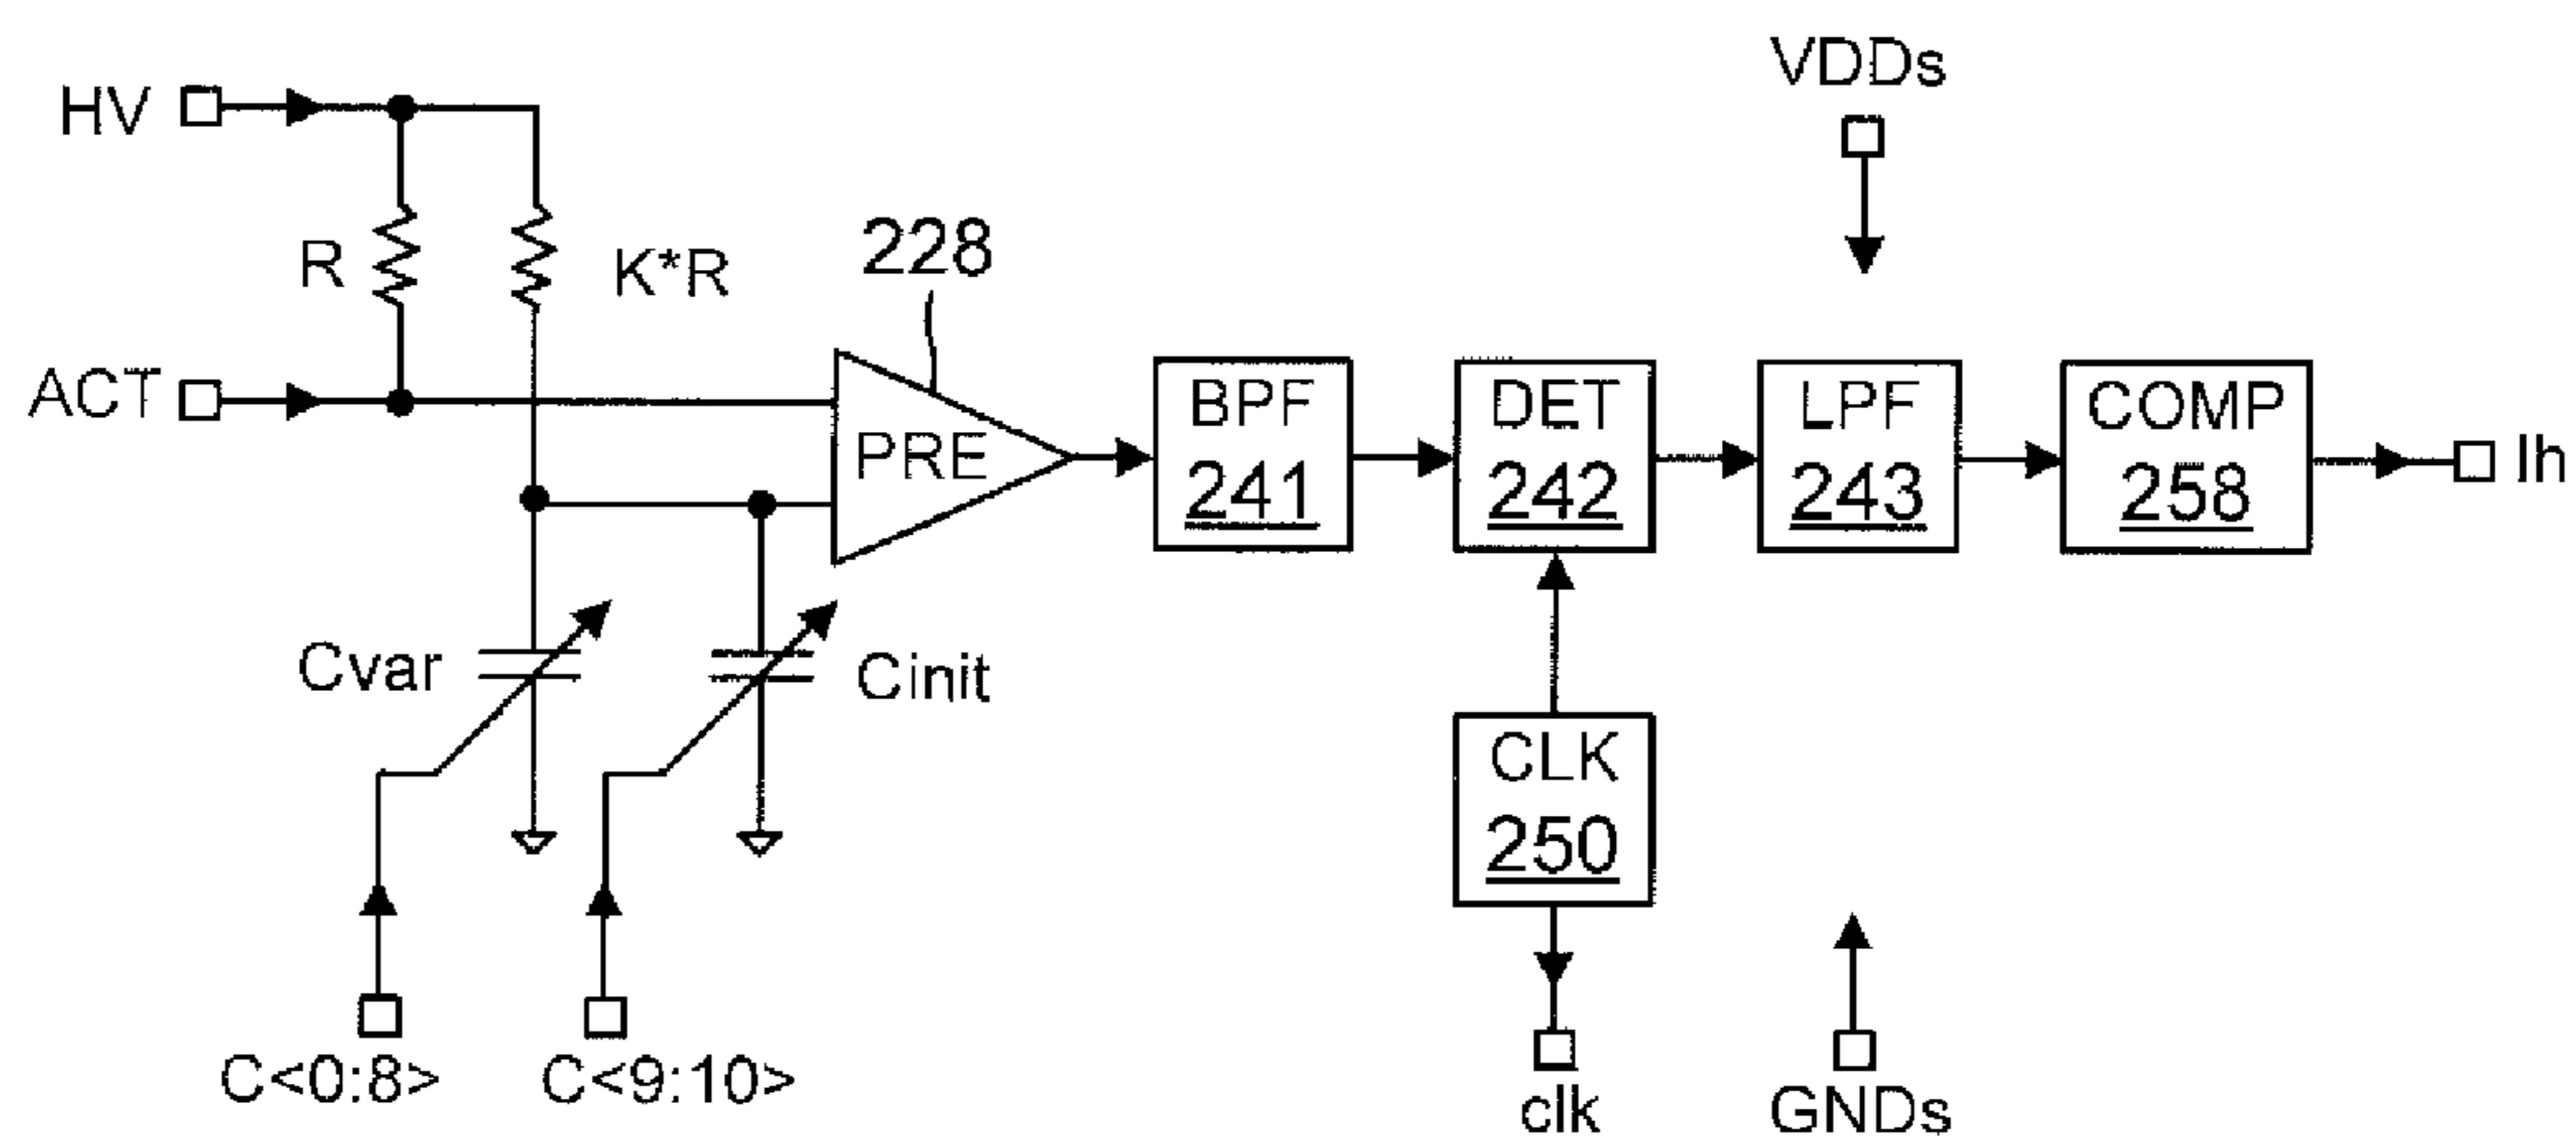 VDDs
HV
R
K*R
228
ACT
PRE
BPF
241
DET
242
LPF
243
COMP
258
Ih
Cvar
Cinit
CLK
250
C<0:8>
C<9:10>
clk
GNDs